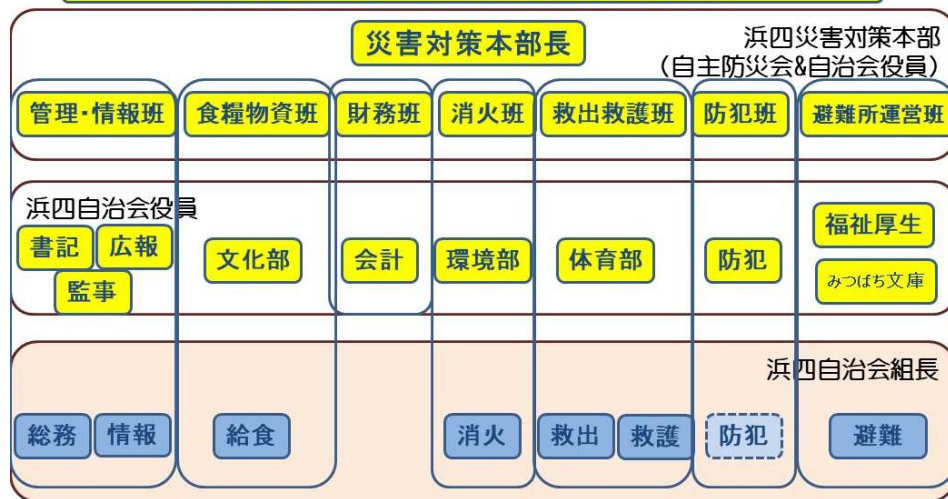 災害対策本部長
浜四災害対策本部
(自主防災会&自治会役員)
管理・情報班 食糧物資班 財務班 消火班 救出救護班 防犯班 避難所運営班
浜四自治会役員
書記 広報
監事
文化部 会計 環境部 体育部 防犯
福祉厚生
みつばち文庫
浜四自治会組長
総務 情報 給食 消火 救出 救護 防犯 避難